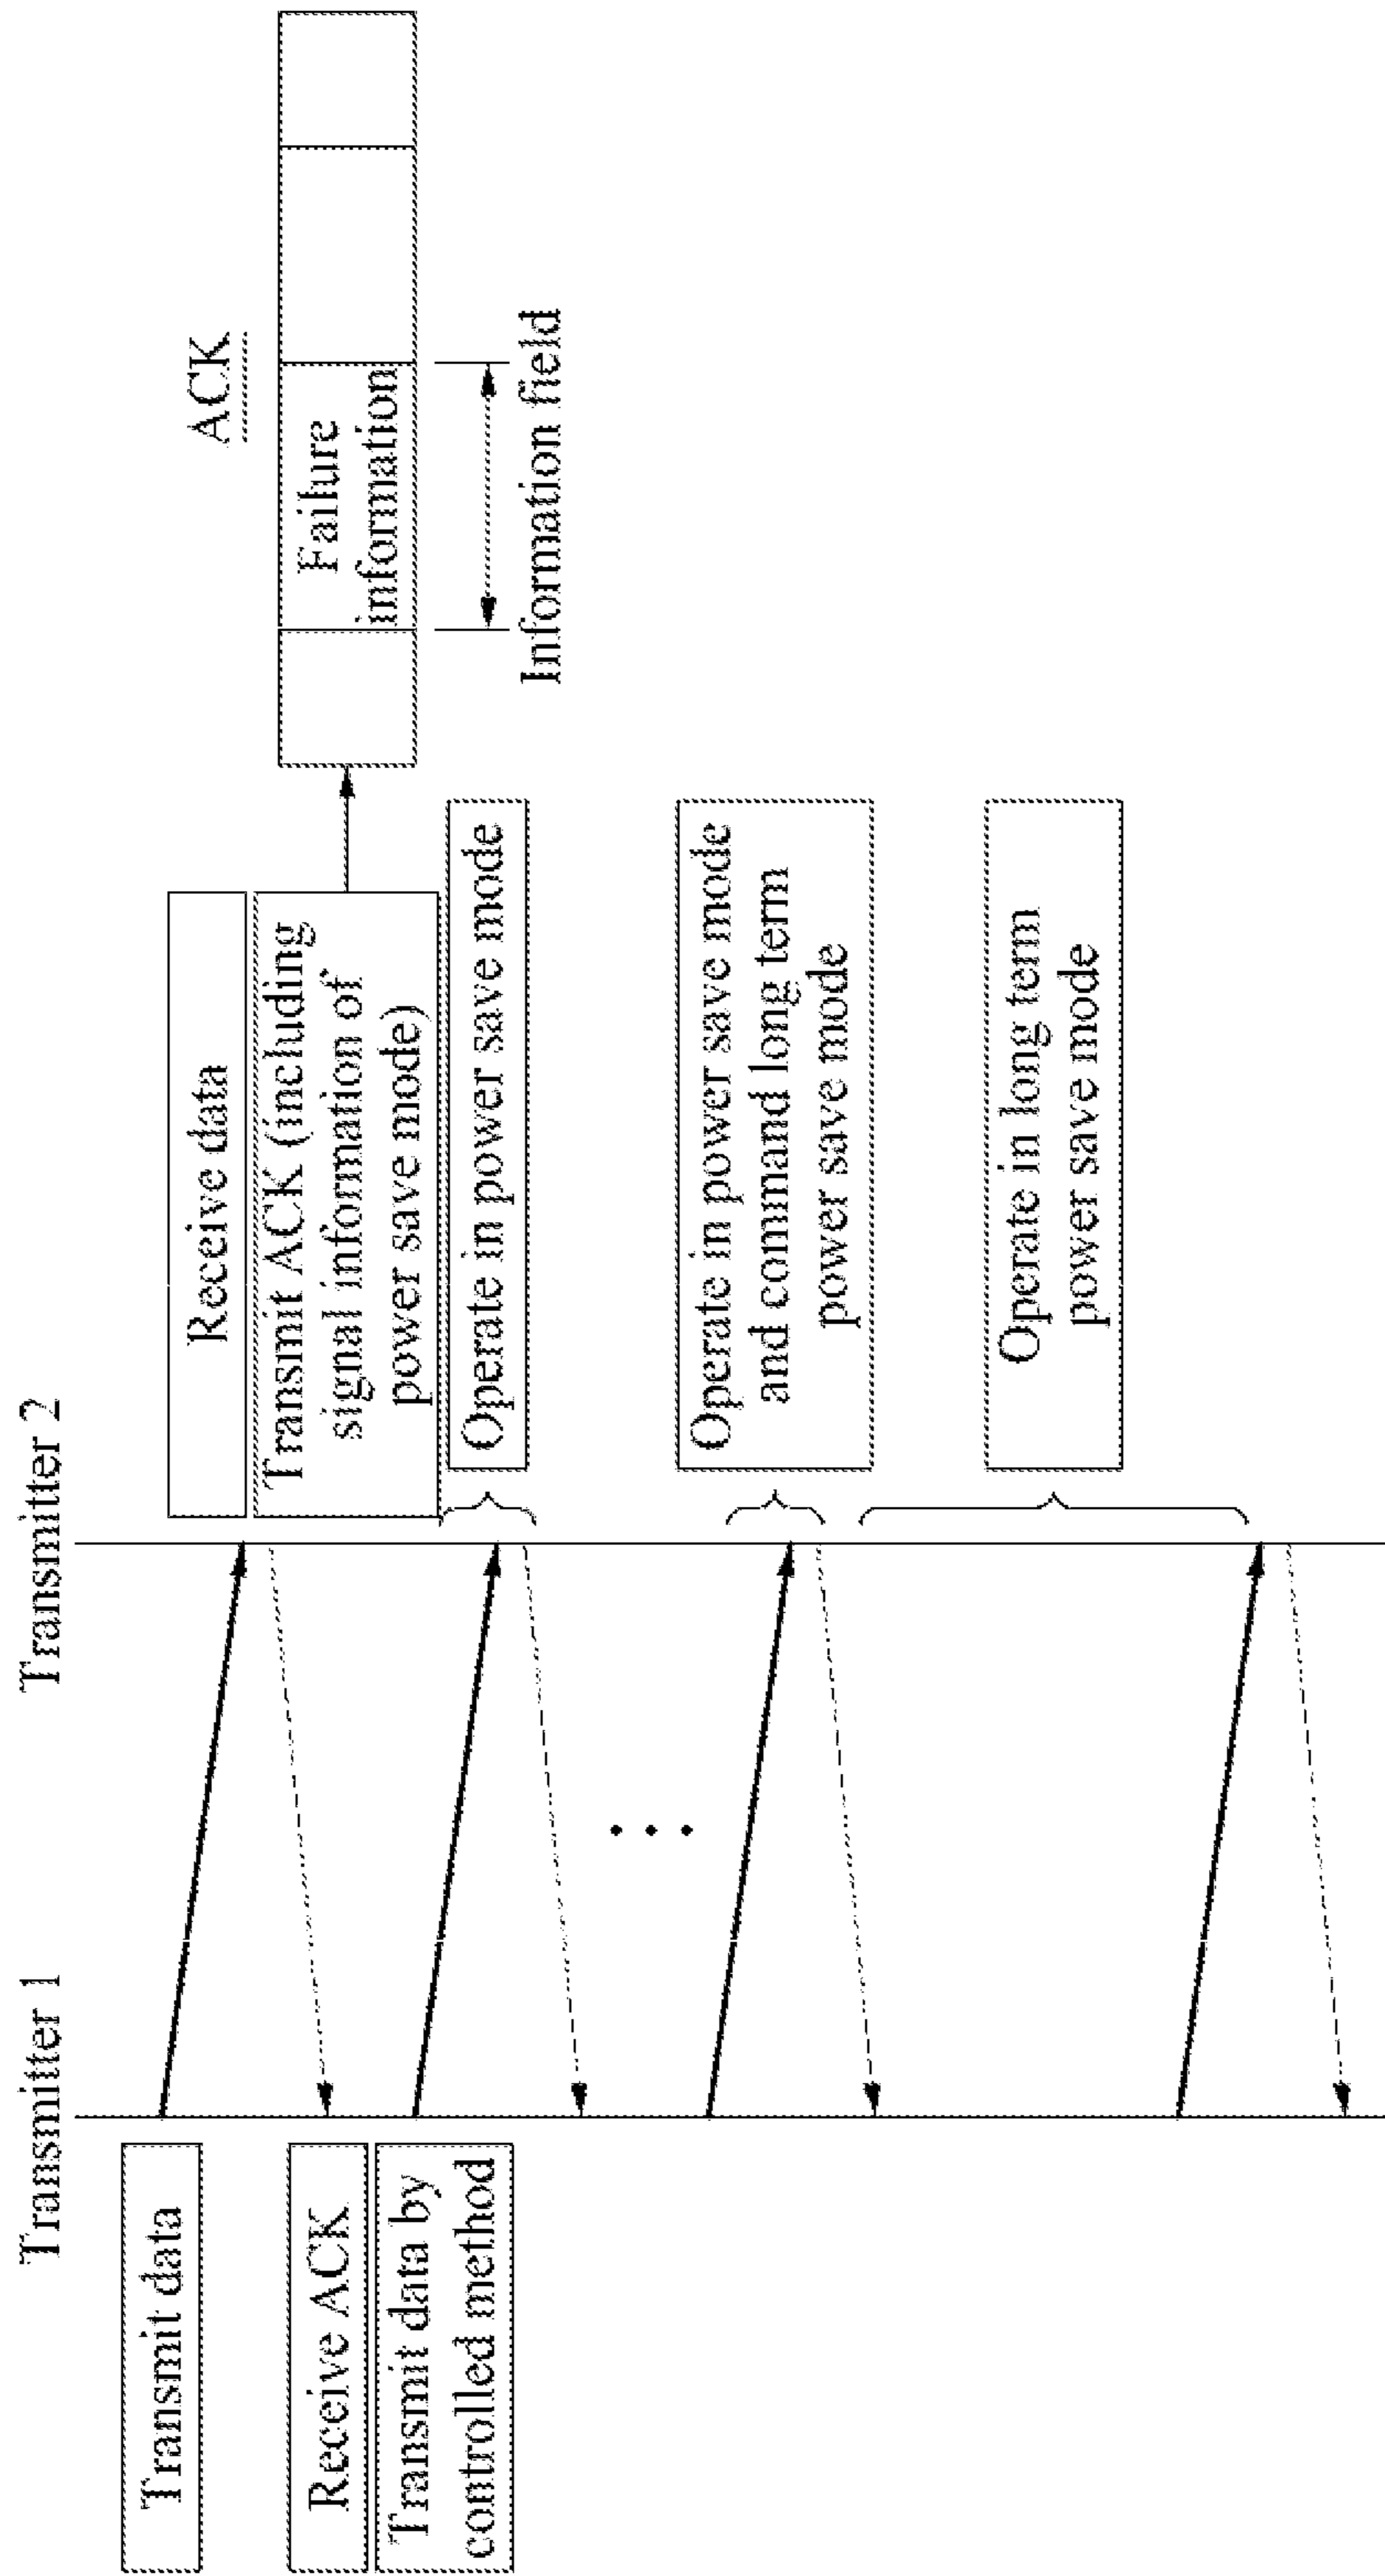 Transmitter 1
Transmitter 2
Transmit data
Receive ACK
Transmit data by
controlled method
Receive data
Transmit ACK (including
signal information of
power save mode)
Operate in power save mode
Operate in power save mode
and command long term
power save mode
Operate in long term
power save mode
ACK
Failure
information
Information field